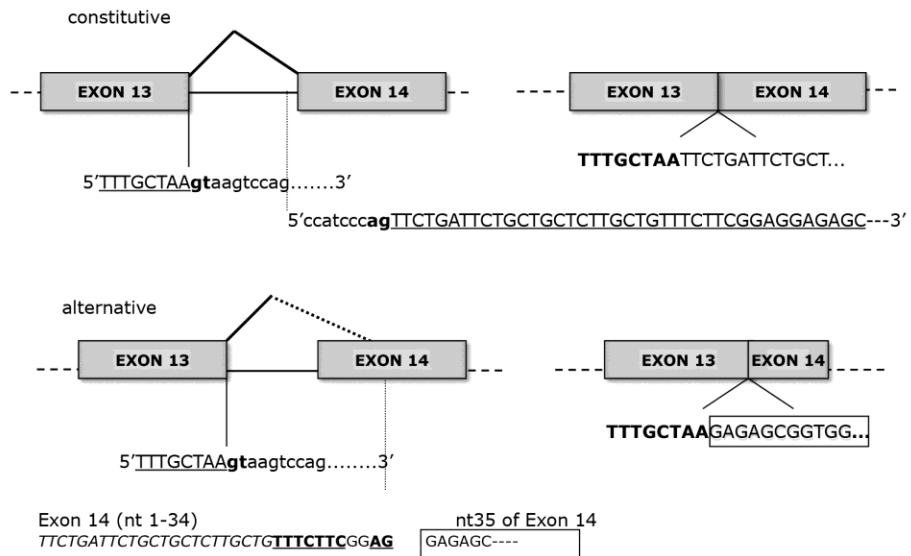 constitutive
EXON 13 EXON 14 EXON 13 EXON 14
TTTGCTAATTCTGATTCTGCT...
5′TTTGCTAAgtaagtccag.......3′
5′ccatcccagTTCTGATTCTGCTGCTCTTGCTGTTTCTTCGGAGGAGAGC---3′
alternative
EXON 13 EXON 14 EXON 13 EXON 14
TTTGCTAAGAGAGCGGTGG...
5′TTTGCTAAgtaagtccag........3′
Exon 14 (nt 1-34) nt35 of Exon 14
TTCTGATTCTGCTGCTCTTGCTGTTTCTTCGGAG GAGAGC----